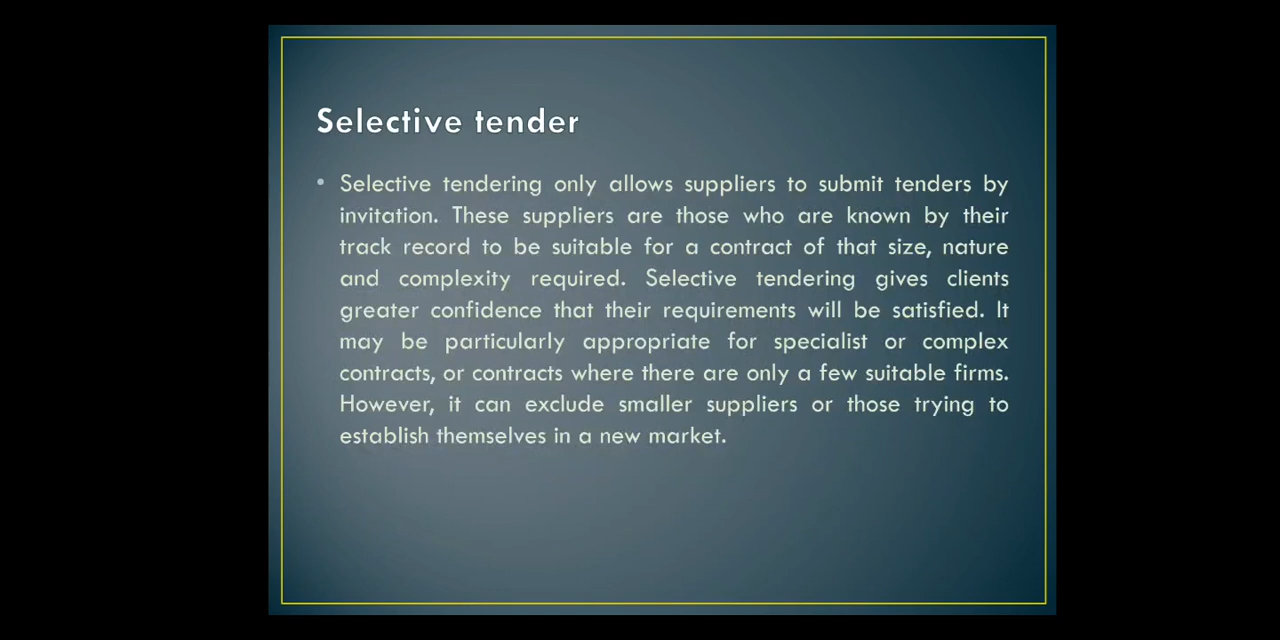 Selective tender
• Selective tendering only allows suppliers to submit tenders by
invitation. These suppliers are those who are known by their
track record to be suitable for a contract of that size, nature
and complexity required. Selective tendering gives clients
greater confidence that their requirements will be satisfied. It
may be particularly appropriate for specialist or complex
contracts, or contracts where there are only a few suitable firms.
However, it can exclude smaller suppliers or those trying to
establish themselves in a new market.